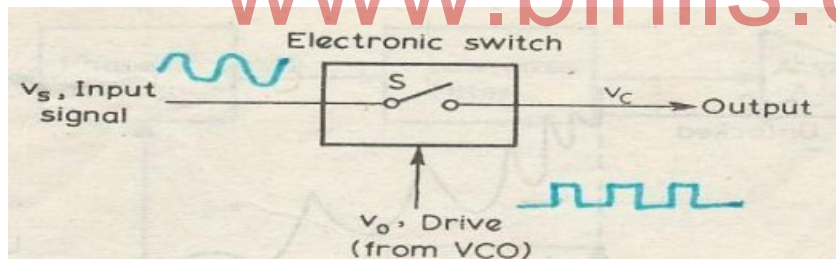 Electronic switch
vs, Input
signal
S
vc
Output
vo, Drive
(from VCO)